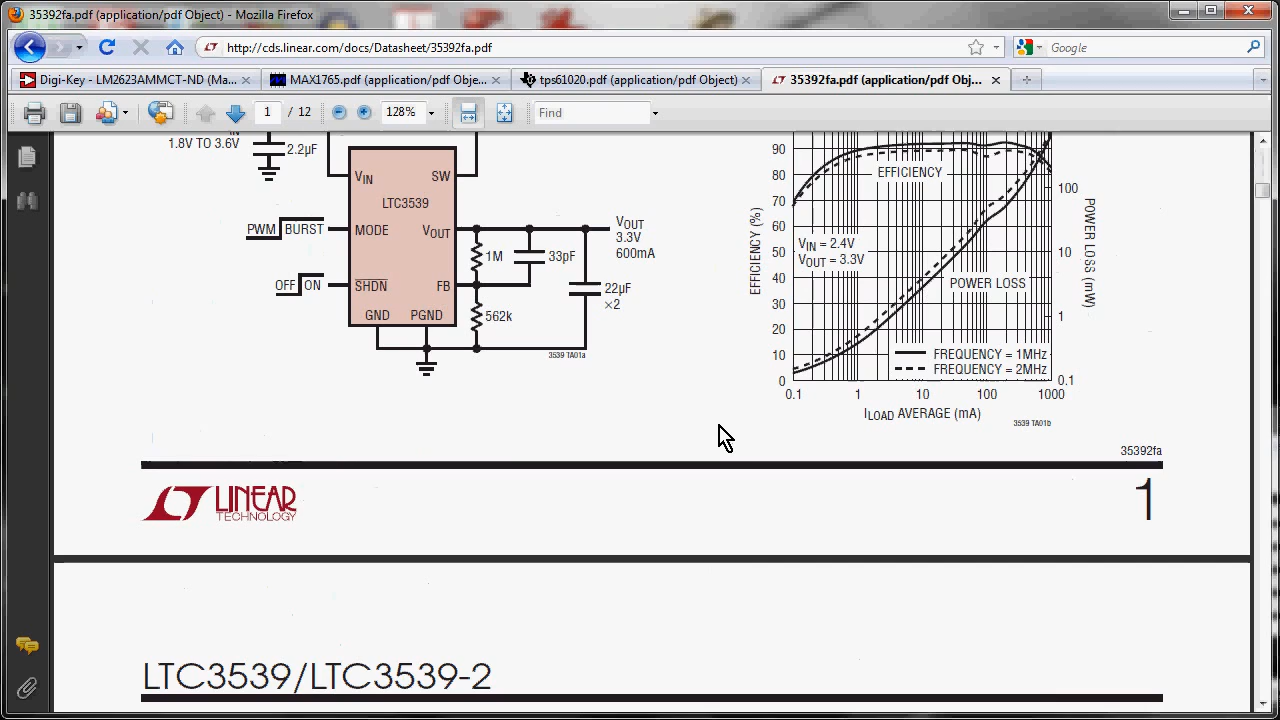 35392fa.pdf (application/pdf Object) - Mozilla Firefox
http://cds.linear.com/docs/Datasheet/35392fa.pdf
Google
Digi-Key - LM2623AMMCT-ND (Ma...
MAX1765.pdf (application/pdf Obje...
tps61020.pdf (application/pdf Object)
35392fa.pdf (application/pdf Obj...
1 / 12
128%
Find
IN
1.8V TO 3.6V
2.2µF
VIN
SW
LTC3539
PWM BURST
MODE
VOUT
OFF ON
SHDN
FB
GND
PGND
1M
33pF
562k
22µF
×2
VOUT
3.3V
600mA
3539 TA01a
EFFICIENCY (%)
90
80
70
60
50
40
30
20
10
0
EFFICIENCY
VIN = 2.4V
VOUT = 3.3V
POWER LOSS
FREQUENCY = 1MHz
FREQUENCY = 2MHz
100
10
1
0.1
POWER LOSS (mW)
0.1 1 10 100 1000
ILOAD AVERAGE (mA)
3539 TA01b
35392fa
LINEAR
TECHNOLOGY
1
LTC3539/LTC3539-2